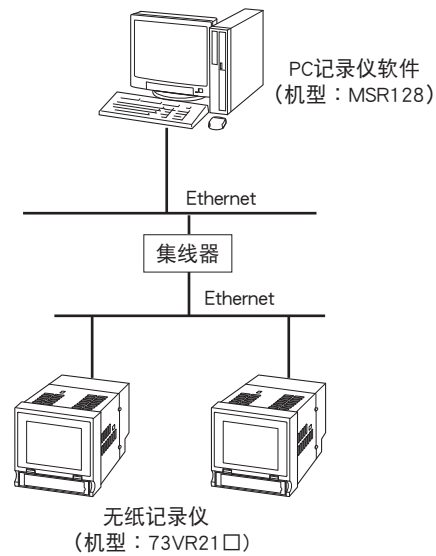 PC记录仪软件
（机型：MSR128）
Ethernet
集线器
Ethernet
无纸记录仪
（机型：73VR21□）